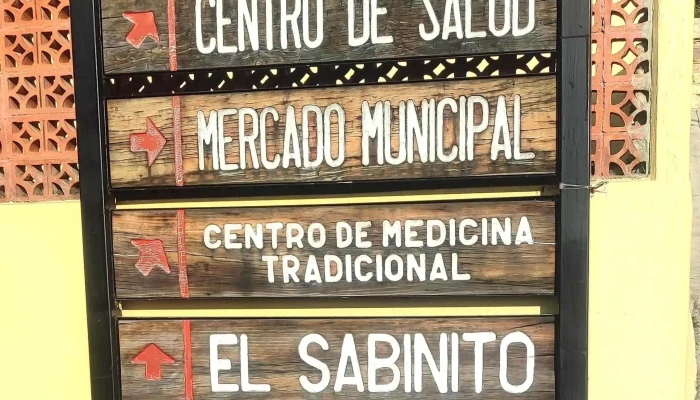 CENTRO DE SALUD
MERCADO MUNICIPAL
CENTRO DE MEDICINA
TRADICIONAL
EL SABINITO